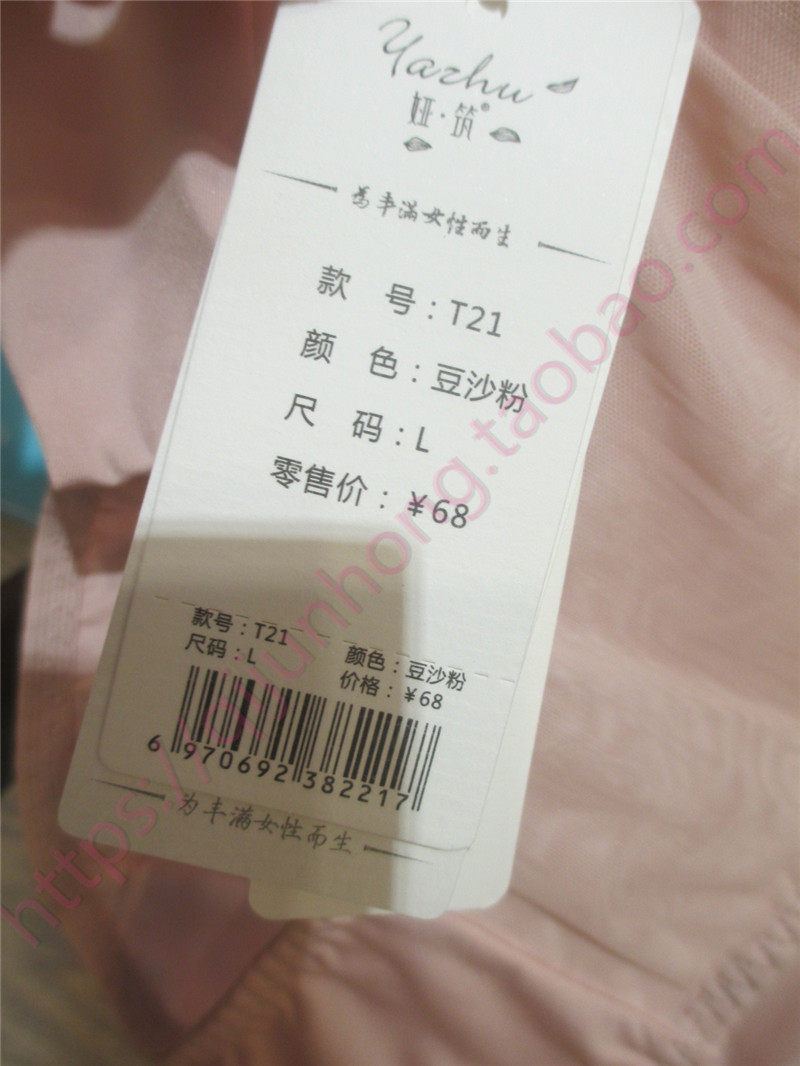 Yazhu
娅·筑®
为丰满女性而生
款 号:T21
颜 色:豆沙粉
尺 码:L
零售价:¥68
款号:T21
尺码:L
颜色:豆沙粉
价格:¥68
6 970692 382217
为丰满女性而生
https://qijunhong.taobao.com